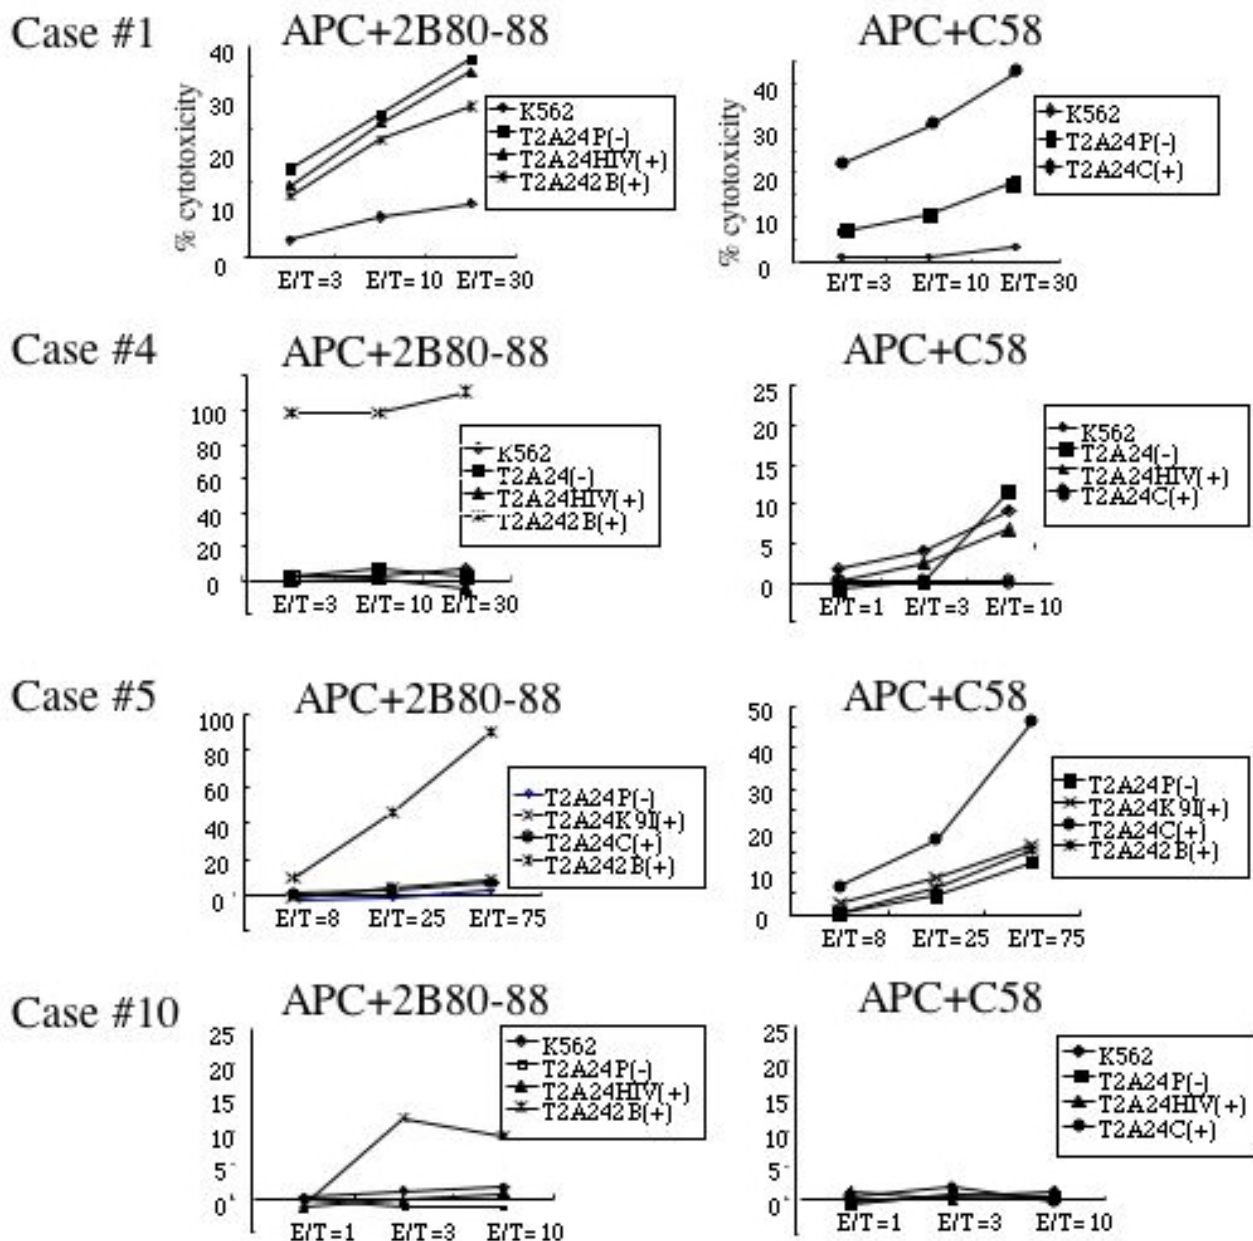 Case #1
APC+2B80-88
40
30
20
10
0
% cytotoxicity
E/T=3 E/T=10 E/T=30
K562
T2A24P(-)
T2A24HIV(+)
T2A242B(+)
APC+C58
40
30
20
10
0
% cytotoxicity
E/T=3 E/T=10 E/T=30
K562
T2A24P(-)
T2A24C(+)
Case #4
APC+2B80-88
100
80
60
40
20
0
E/T=3 E/T=10 E/T=30
K562
T2A24(-)
T2A24HIV(+)
T2A242B(+)
APC+C58
25
20
15
10
5
0
E/T=1 E/T=3 E/T=10
K562
T2A24(-)
T2A24HIV(+)
T2A24C(+)
Case #5
APC+2B80-88
100
80
60
40
20
0
E/T=8 E/T=25 E/T=75
T2A24P(-)
T2A24K9I(+)
T2A24C(+)
T2A242B(+)
APC+C58
50
40
30
20
10
0
E/T=8 E/T=25 E/T=75
T2A24P(-)
T2A24K9I(+)
T2A24C(+)
T2A242B(+)
Case #10
APC+2B80-88
25
20
15
10
5
0
E/T=1 E/T=3 E/T=10
K562
T2A24P(-)
T2A24HIV(+)
T2A242B(+)
APC+C58
25
20
15
10
5
0
E/T=1 E/T=3 E/T=10
K562
T2A24P(-)
T2A24HIV(+)
T2A24C(+)